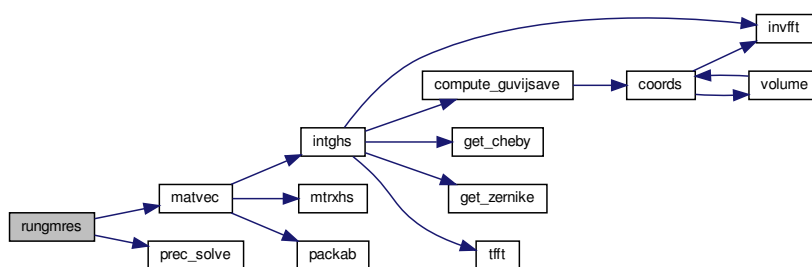 invfft
compute_guvijsave
coords
volume
intghs
get_cheby
matvec
mtrxhs
get_zernike
rungmres
prec_solve
packab
tfft